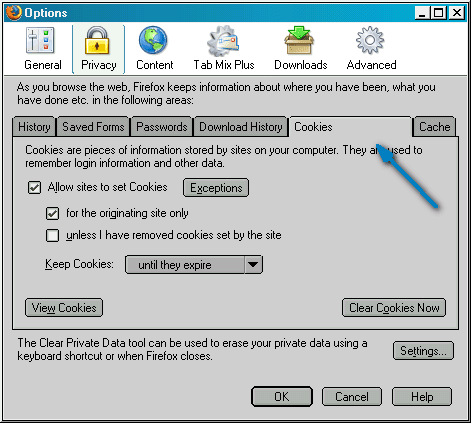 Options
General Privacy Content Tab Mix Plus Downloads Advanced
As you browse the web, Firefox keeps information about where you have been, what you
have done etc. in the following areas:
History Saved Forms Passwords Download History Cookies Cache
Cookies are pieces of information stored by sites on your computer. They are used to
remember login information and other data.
Allow sites to set Cookies Exceptions
for the originating site only
unless I have removed cookies set by the site
Keep Cookies: until they expire
View Cookies Clear Cookies Now
The Clear Private Data tool can be used to erase your private data using a
keyboard shortcut or when Firefox closes.
Settings...
OK Cancel Help